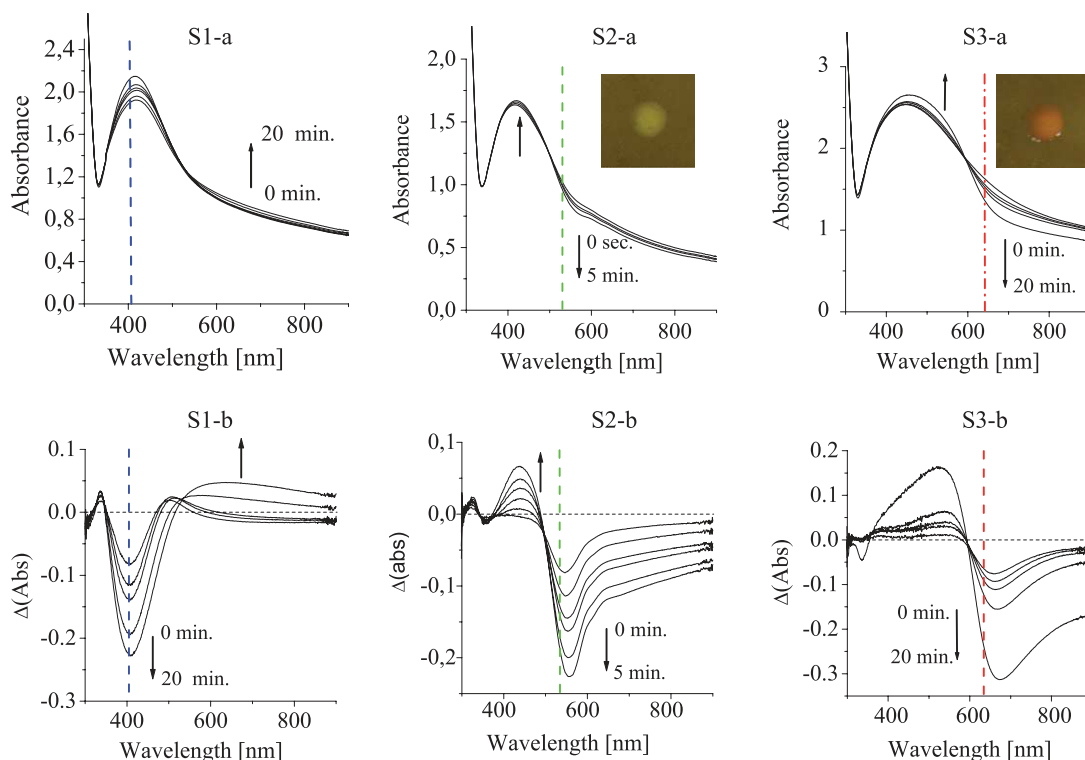 S1-a
2,4
2,0
1,6
1,2
0,8
0,4
0,0
Absorbance
20 min.
0 min.
400 600 800
Wavelength [nm]
S2-a
2,0
1,5
1,0
0,5
0,0
Absorbance
0 sec.
5 min.
400 600 800
Wavelength [nm]
S3-a
3
2
1
0
Absorbance
0 min.
20 min.
400 600 800
Wavelength [nm]
S1-b
0.1
0.0
-0.1
-0.2
-0.3
Δ(Abs)
0 min.
20 min.
400 600 800
Wavelength [nm]
S2-b
0,1
0,0
-0,1
-0,2
Δ(abs)
0 min.
5 min.
400 600 800
Wavelength [nm]
S3-b
0.2
0.1
0.0
-0.1
-0.2
-0.3
Δ(Abs)
0 min.
20 min.
400 600 800
Wavelength [nm]